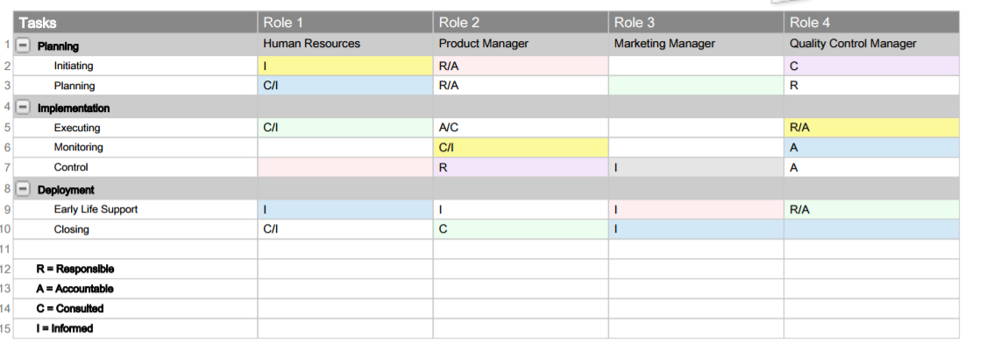 Tasks Role 1 Role 2 Role 3 Role 4
1 Planning Human Resources Product Manager Marketing Manager Quality Control Manager
2 Initiating I R/A C
3 Planning C/I R/A R
4 Implementation
5 Executing C/I A/C R/A
6 Monitoring C/I A
7 Control R I A
8 Deployment
9 Early Life Support I I I R/A
10 Closing C/I C I
11
12 R = Responsible
13 A = Accountable
14 C = Consulted
15 I = Informed